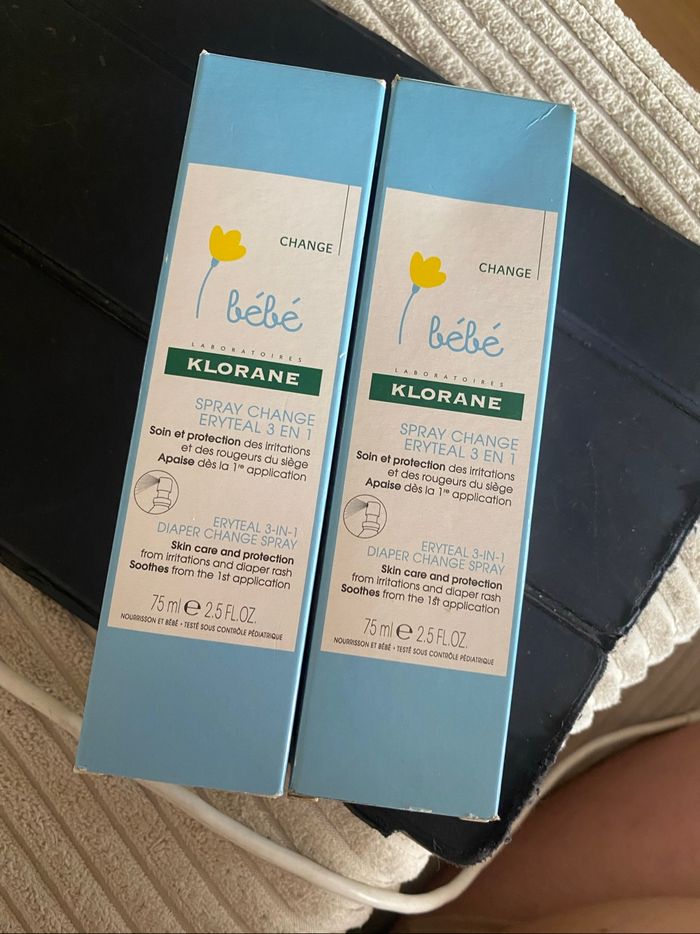 CHANGE
bébé
LABORATOIRES
KLORANE
SPRAY CHANGE
ERYTEAL 3 EN 1
Soin et protection des irritations
et des rougeurs du siège
Apaise dès la 1re application
ERYTEAL 3-IN-1
DIAPER CHANGE SPRAY
Skin care and protection
from irritations and diaper rash
Soothes from the 1st application
75 ml e 2.5 FL.OZ.
NOURRISSON ET BÉBÉ • TESTÉ SOUS CONTRÔLE PÉDIATRIQUE
CHANGE
bébé
LABORATOIRES
KLORANE
SPRAY CHANGE
ERYTEAL 3 EN 1
Soin et protection des irritations
et des rougeurs du siège
Apaise dès la 1re application
ERYTEAL 3-IN-1
DIAPER CHANGE SPRAY
Skin care and protection
from irritations and diaper rash
Soothes from the 1st application
75 ml e 2.5 FL.OZ.
NOURRISSON ET BÉBÉ • TESTÉ SOUS CONTRÔLE PÉDIATRIQUE